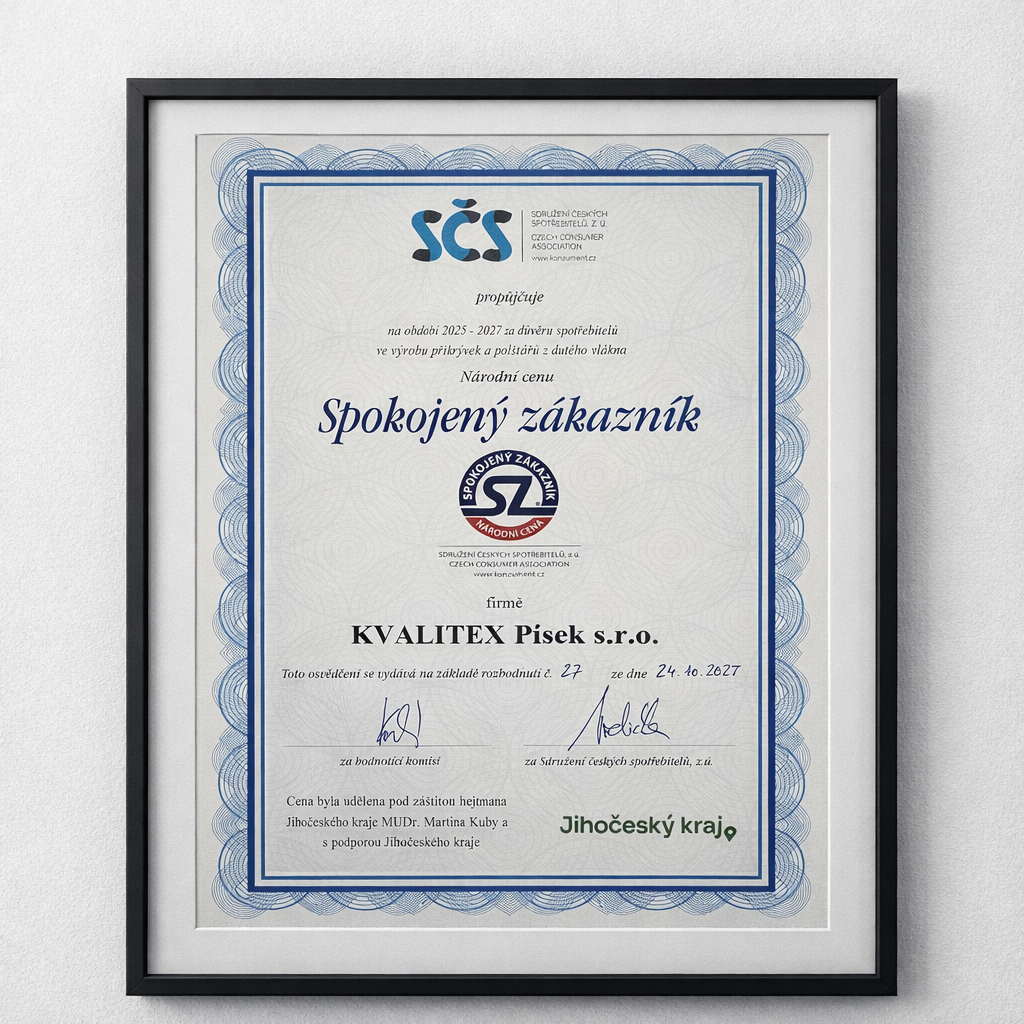 SČS
SDRUŽENÍ ČESKÝCH
SPOTŘEBITELŮ, Z. Ú.
CZECH CONSUMER
ASSOCIATION
www.konzument.cz
propůjčuje
na období 2025 - 2027 za důvěru spotřebitelů
ve výrobu přikrývek a polštářů z dutého vlákna
Národní cenu
Spokojený zákazník
SPOKOJENÝ ZÁKAZNÍK
SZ
NÁRODNÍ CENA
SDRUŽENÍ ČESKÝCH SPOTŘEBITELŮ, z.ú.
CZECH CONSUMER ASSOCIATION
www.konzument.cz
firmě
KVALITEX Písek s.r.o.
Toto osvědčení se vydává na základě rozhodnutí č. 27 ze dne 24.10.2027
za hodnotící komisi
za Sdružení českých spotřebitelů, z.ú.
Cena byla udělena pod záštitou hejtmana
Jihočeského kraje MUDr. Martina Kuby a
s podporou Jihočeského kraje
Jihočeský kraj